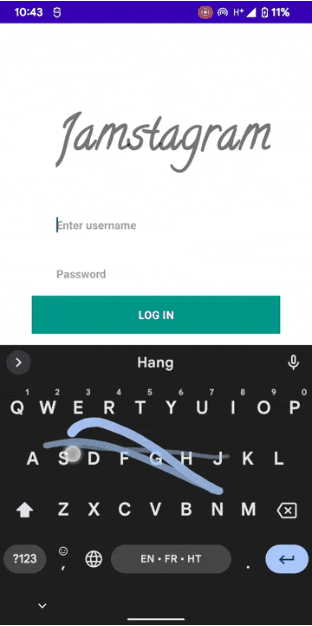 10:43 H+ 11%
Jamstagram
Enter username
Password
LOG IN
Hang
1 2 3 4 5 6 7 8 9 0
Q W E R T Y U I O P
A S D F G H J K L
Z X C V B N M
?123 , EN • FR • HT .